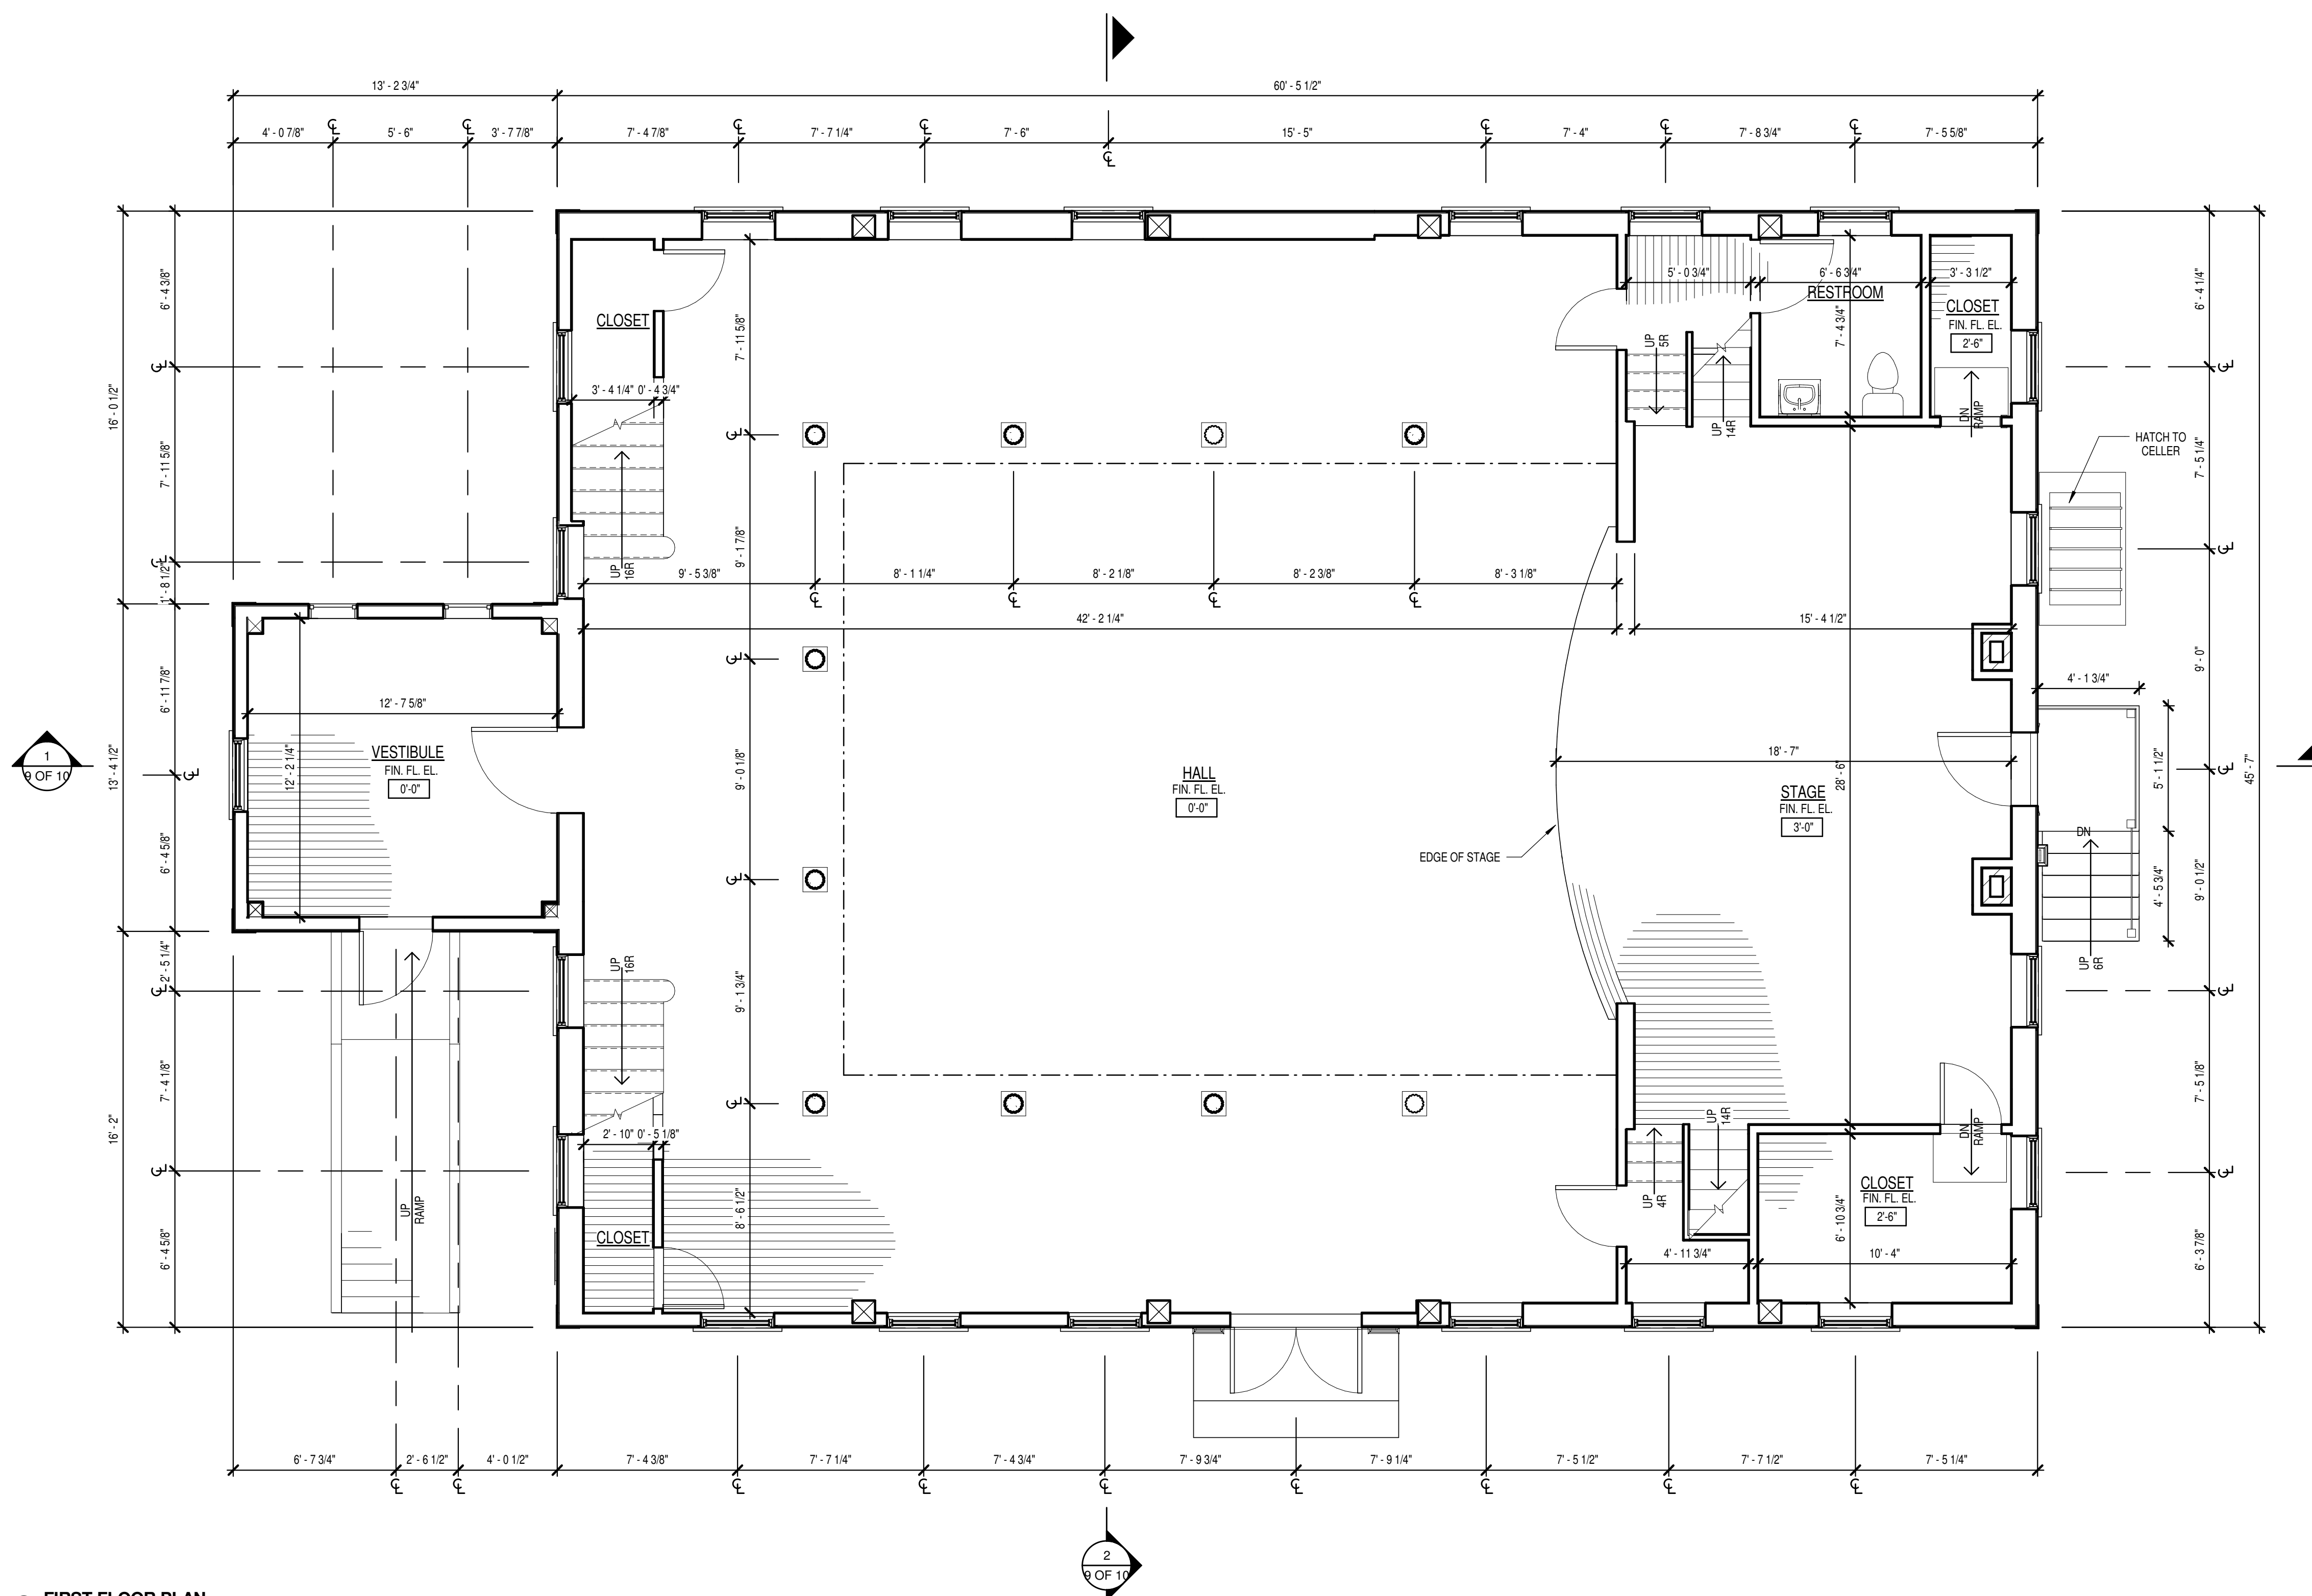 13' - 2 3/4" 60' - 5 1/2"
4' - 0 7/8" 5' - 6" 3' - 7 7/8" 7' - 4 7/8" 7' - 7 1/4" 7' - 6" 15' - 5" 7' - 4" 7' - 8 3/4" 7' - 5 5/8"
6' - 4 3/8"
16' - 0 1/2"
7' - 11 5/8"
1' - 8 1/2"
6' - 11 7/8"
13' - 4 1/2"
6' - 4 5/8"
2' - 5 1/4"
7' - 4 1/8"
16' - 2"
6' - 4 5/8"
CLOSET
3' - 4 1/4" 0' - 4 3/4"
UP
16R
7' - 11 5/8"
9' - 1 7/8"
9' - 0 1/8"
9' - 1 3/4"
8' - 6 1/2"
9' - 5 3/8" 8' - 1 1/4" 8' - 2 1/8" 8' - 2 3/8" 8' - 3 1/8"
42' - 2 1/4" 15' - 4 1/2"
5' - 0 3/4" 6' - 6 3/4" 3' - 3 1/2"
RESTROOM
7' - 4 3/4"
CLOSET
FIN. FL. EL.
2'-6"
UP
5R
UP
14R
DN
RAMP
HATCH TO
CELLER
6' - 4 1/4"
7' - 5 1/4"
9' - 0"
45' - 7"
9' - 0 1/2"
7' - 5 1/8"
6' - 3 7/8"
4' - 1 3/4"
5' - 1 1/2"
4' - 5 3/4"
DN
UP
6R
12' - 7 5/8"
12' - 2 1/4"
VESTIBULE
FIN. FL. EL.
0'-0"
1
9 OF 10
HALL
FIN. FL. EL.
0'-0"
18' - 7"
28' - 6"
STAGE
FIN. FL. EL.
3'-0"
EDGE OF STAGE
UP
16R
2' - 10" 0' - 5 1/8"
CLOSET
UP
RAMP
UP
4R
UP
14R
DN
RAMP
CLOSET
FIN. FL. EL.
2'-6"
6' - 10 3/4"
4' - 11 3/4" 10' - 4"
6' - 7 3/4" 2' - 6 1/2" 4' - 0 1/2" 7' - 4 3/8" 7' - 7 1/4" 7' - 4 3/4" 7' - 9 3/4" 7' - 9 1/4" 7' - 5 1/2" 7' - 7 1/2" 7' - 5 1/4"
2
9 OF 10
FIRST FLOOR PLAN